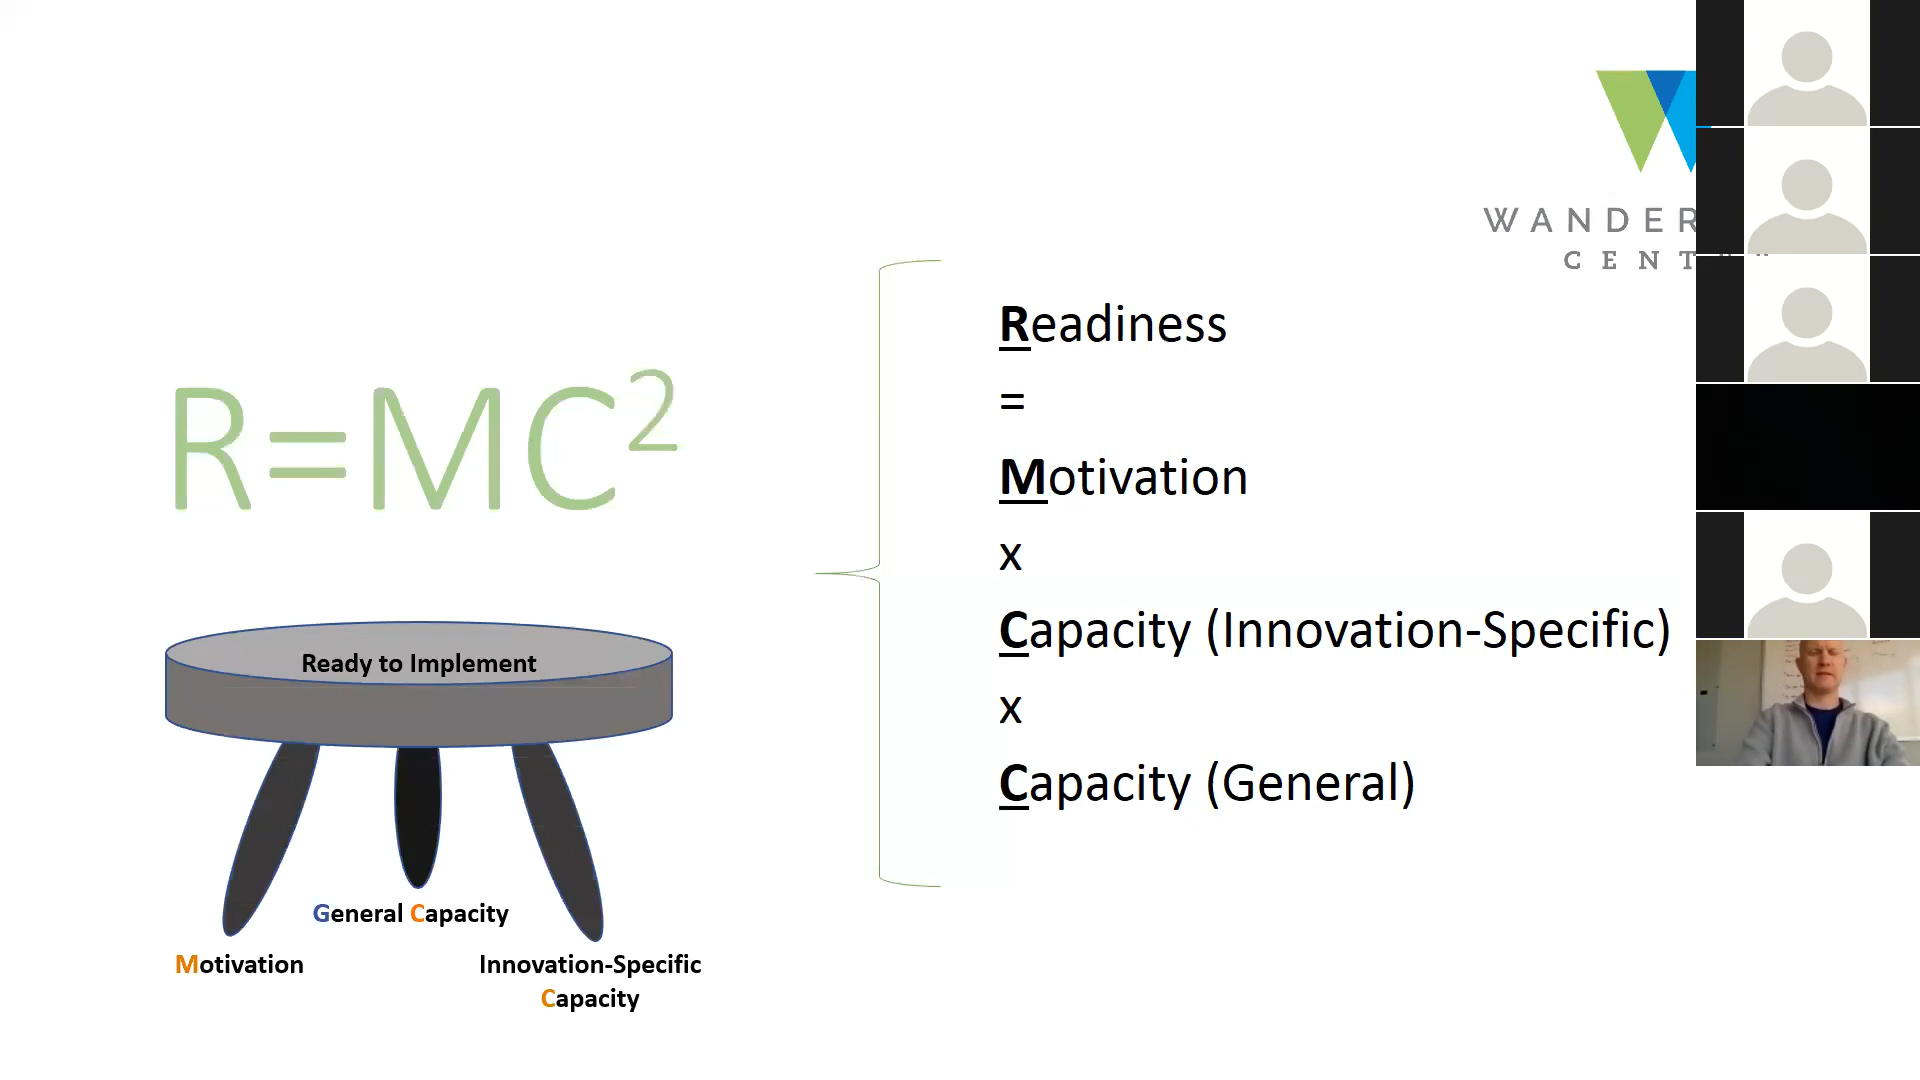 WANDER
CENT
R=MC²
Readiness
=
Motivation
x
Capacity (Innovation-Specific)
x
Capacity (General)
Ready to Implement
General Capacity
Motivation
Innovation-Specific
Capacity